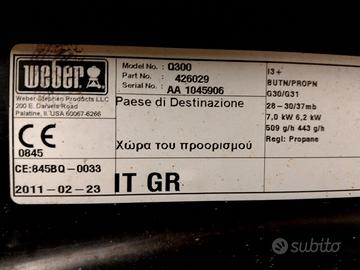 weber
Weber-Stephen Products LLC
200 E. Daniels Road
Palatine, Il. USA 60067-6266
CE
0845
CE:845BQ-0033
2011-02-23
Model No. Q300
Part No. 426029
Serial No. AA 1045906
Paese di Destinazione
Χώρα του προορισμού
IT GR
I3+
BUTN/PROPN
G30/G31
28-30/37mb
7,0 kW 6,2 kW
509 g/h 443 g/h
Regl: Propane
subito